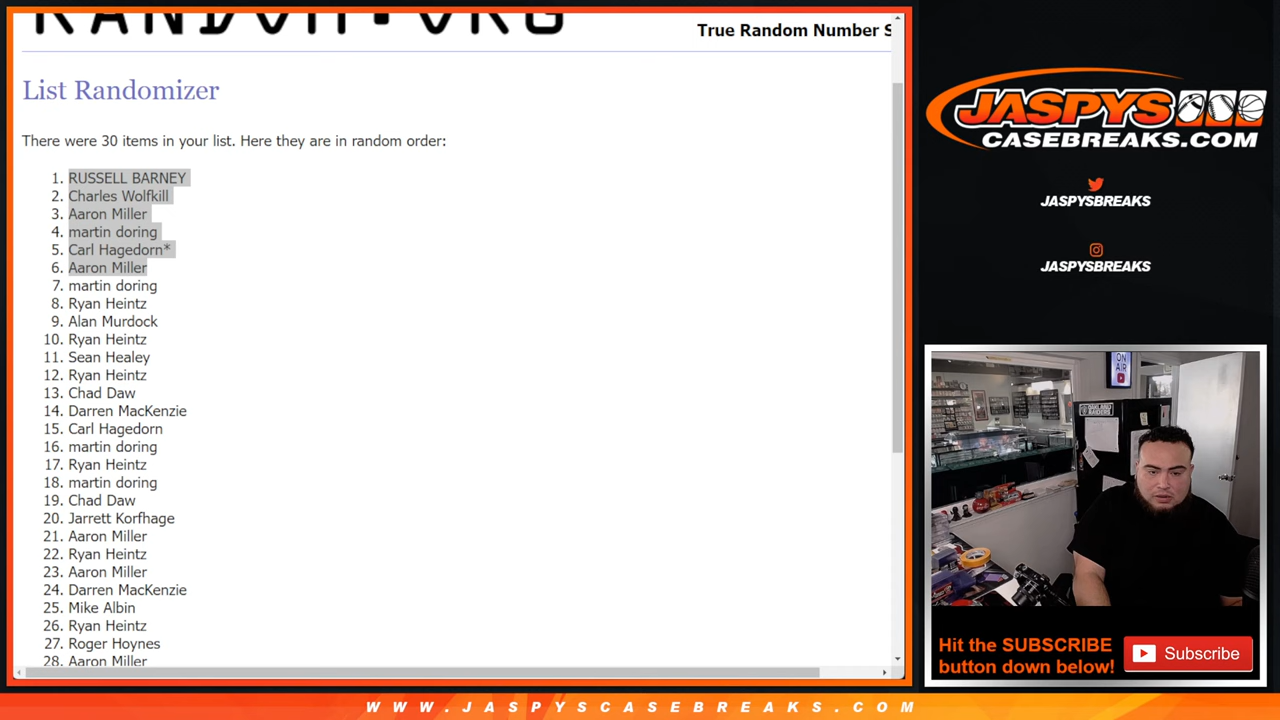 RANDOM.ORG
True Random Number S
List Randomizer
There were 30 items in your list. Here they are in random order:
1. RUSSELL BARNEY
2. Charles Wolfkill
3. Aaron Miller
4. martin doring
5. Carl Hagedorn*
6. Aaron Miller
7. martin doring
8. Ryan Heintz
9. Alan Murdock
10. Ryan Heintz
11. Sean Healey
12. Ryan Heintz
13. Chad Daw
14. Darren MacKenzie
15. Carl Hagedorn
16. martin doring
17. Ryan Heintz
18. martin doring
19. Chad Daw
20. Jarrett Korfhage
21. Aaron Miller
22. Ryan Heintz
23. Aaron Miller
24. Darren MacKenzie
25. Mike Albin
26. Ryan Heintz
27. Roger Hoynes
28. Aaron Miller
JASPYS
CASEBREAKS.COM
JASPYSBREAKS
JASPYSBREAKS
ON
AIR
OAKLAND
RAIDERS
Hit the SUBSCRIBE
button down below!
Subscribe
WWW.JASPYSCASEBREAKS.COM